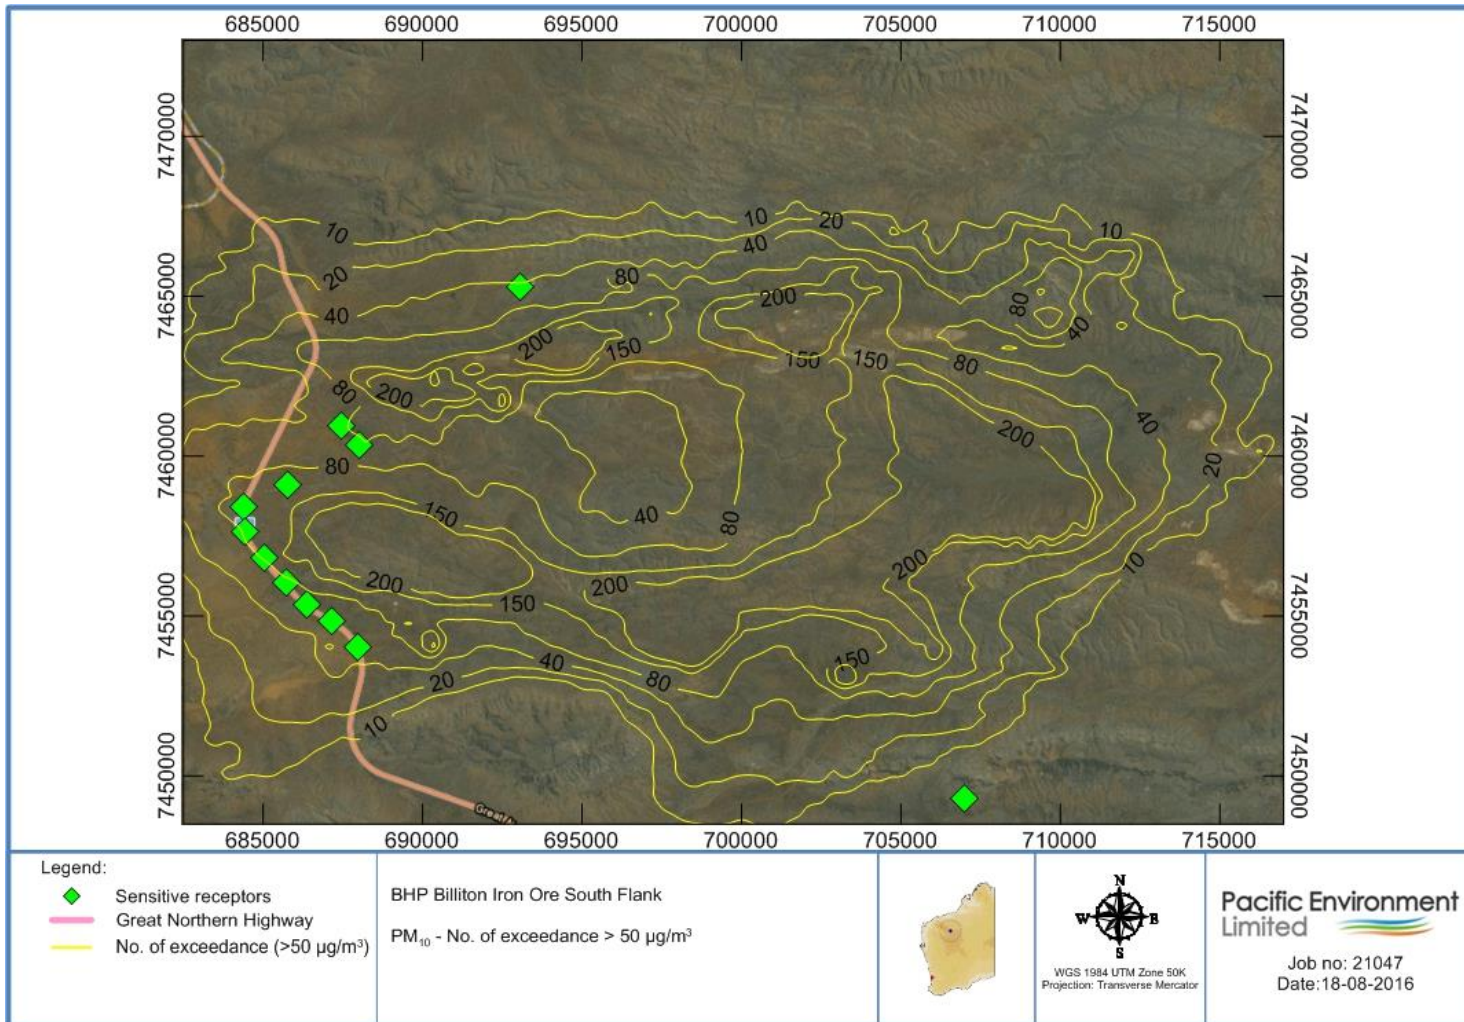 685000 690000 695000 700000 705000 710000 715000
7470000 7470000
10 10 20 10
20 40
80
7465000 7465000
40 200 80
200 150 40
150 150 80
80 200
40
200
7460000 7460000
80 20
150 40 80
10
200 200 200
150
7455000 7455000
40 150
20 80
10
7450000 7450000
685000 690000 695000 700000 705000 710000 715000
Legend:
Sensitive receptors
Great Northern Highway
No. of exceedance (>50 µg/m³)
BHP Billiton Iron Ore South Flank
PM₁₀ - No. of exceedance > 50 µg/m³
N
W E
S
WGS 1984 UTM Zone 50K
Projection: Transverse Mercator
Pacific Environment
Limited
Job no: 21047
Date:18-08-2016